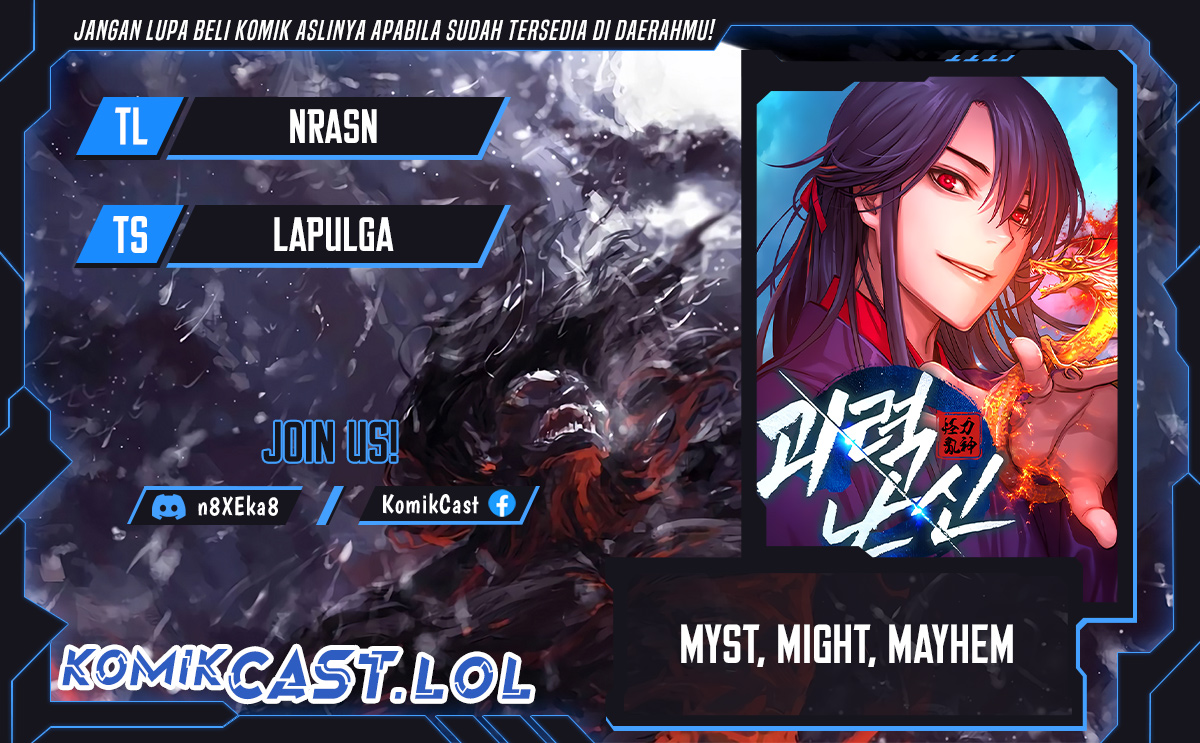 JANGAN LUPA BELI KOMIK ASLINYA APABILA SUDAH TERSEDIA DI DAERAHMU!
TL NRASN
TS LAPULGA
JOIN US!
n8XEka8 KomikCast
KOMIKCAST.LOL
괴력
난신
怪力
亂神
MYST, MIGHT, MAYHEM